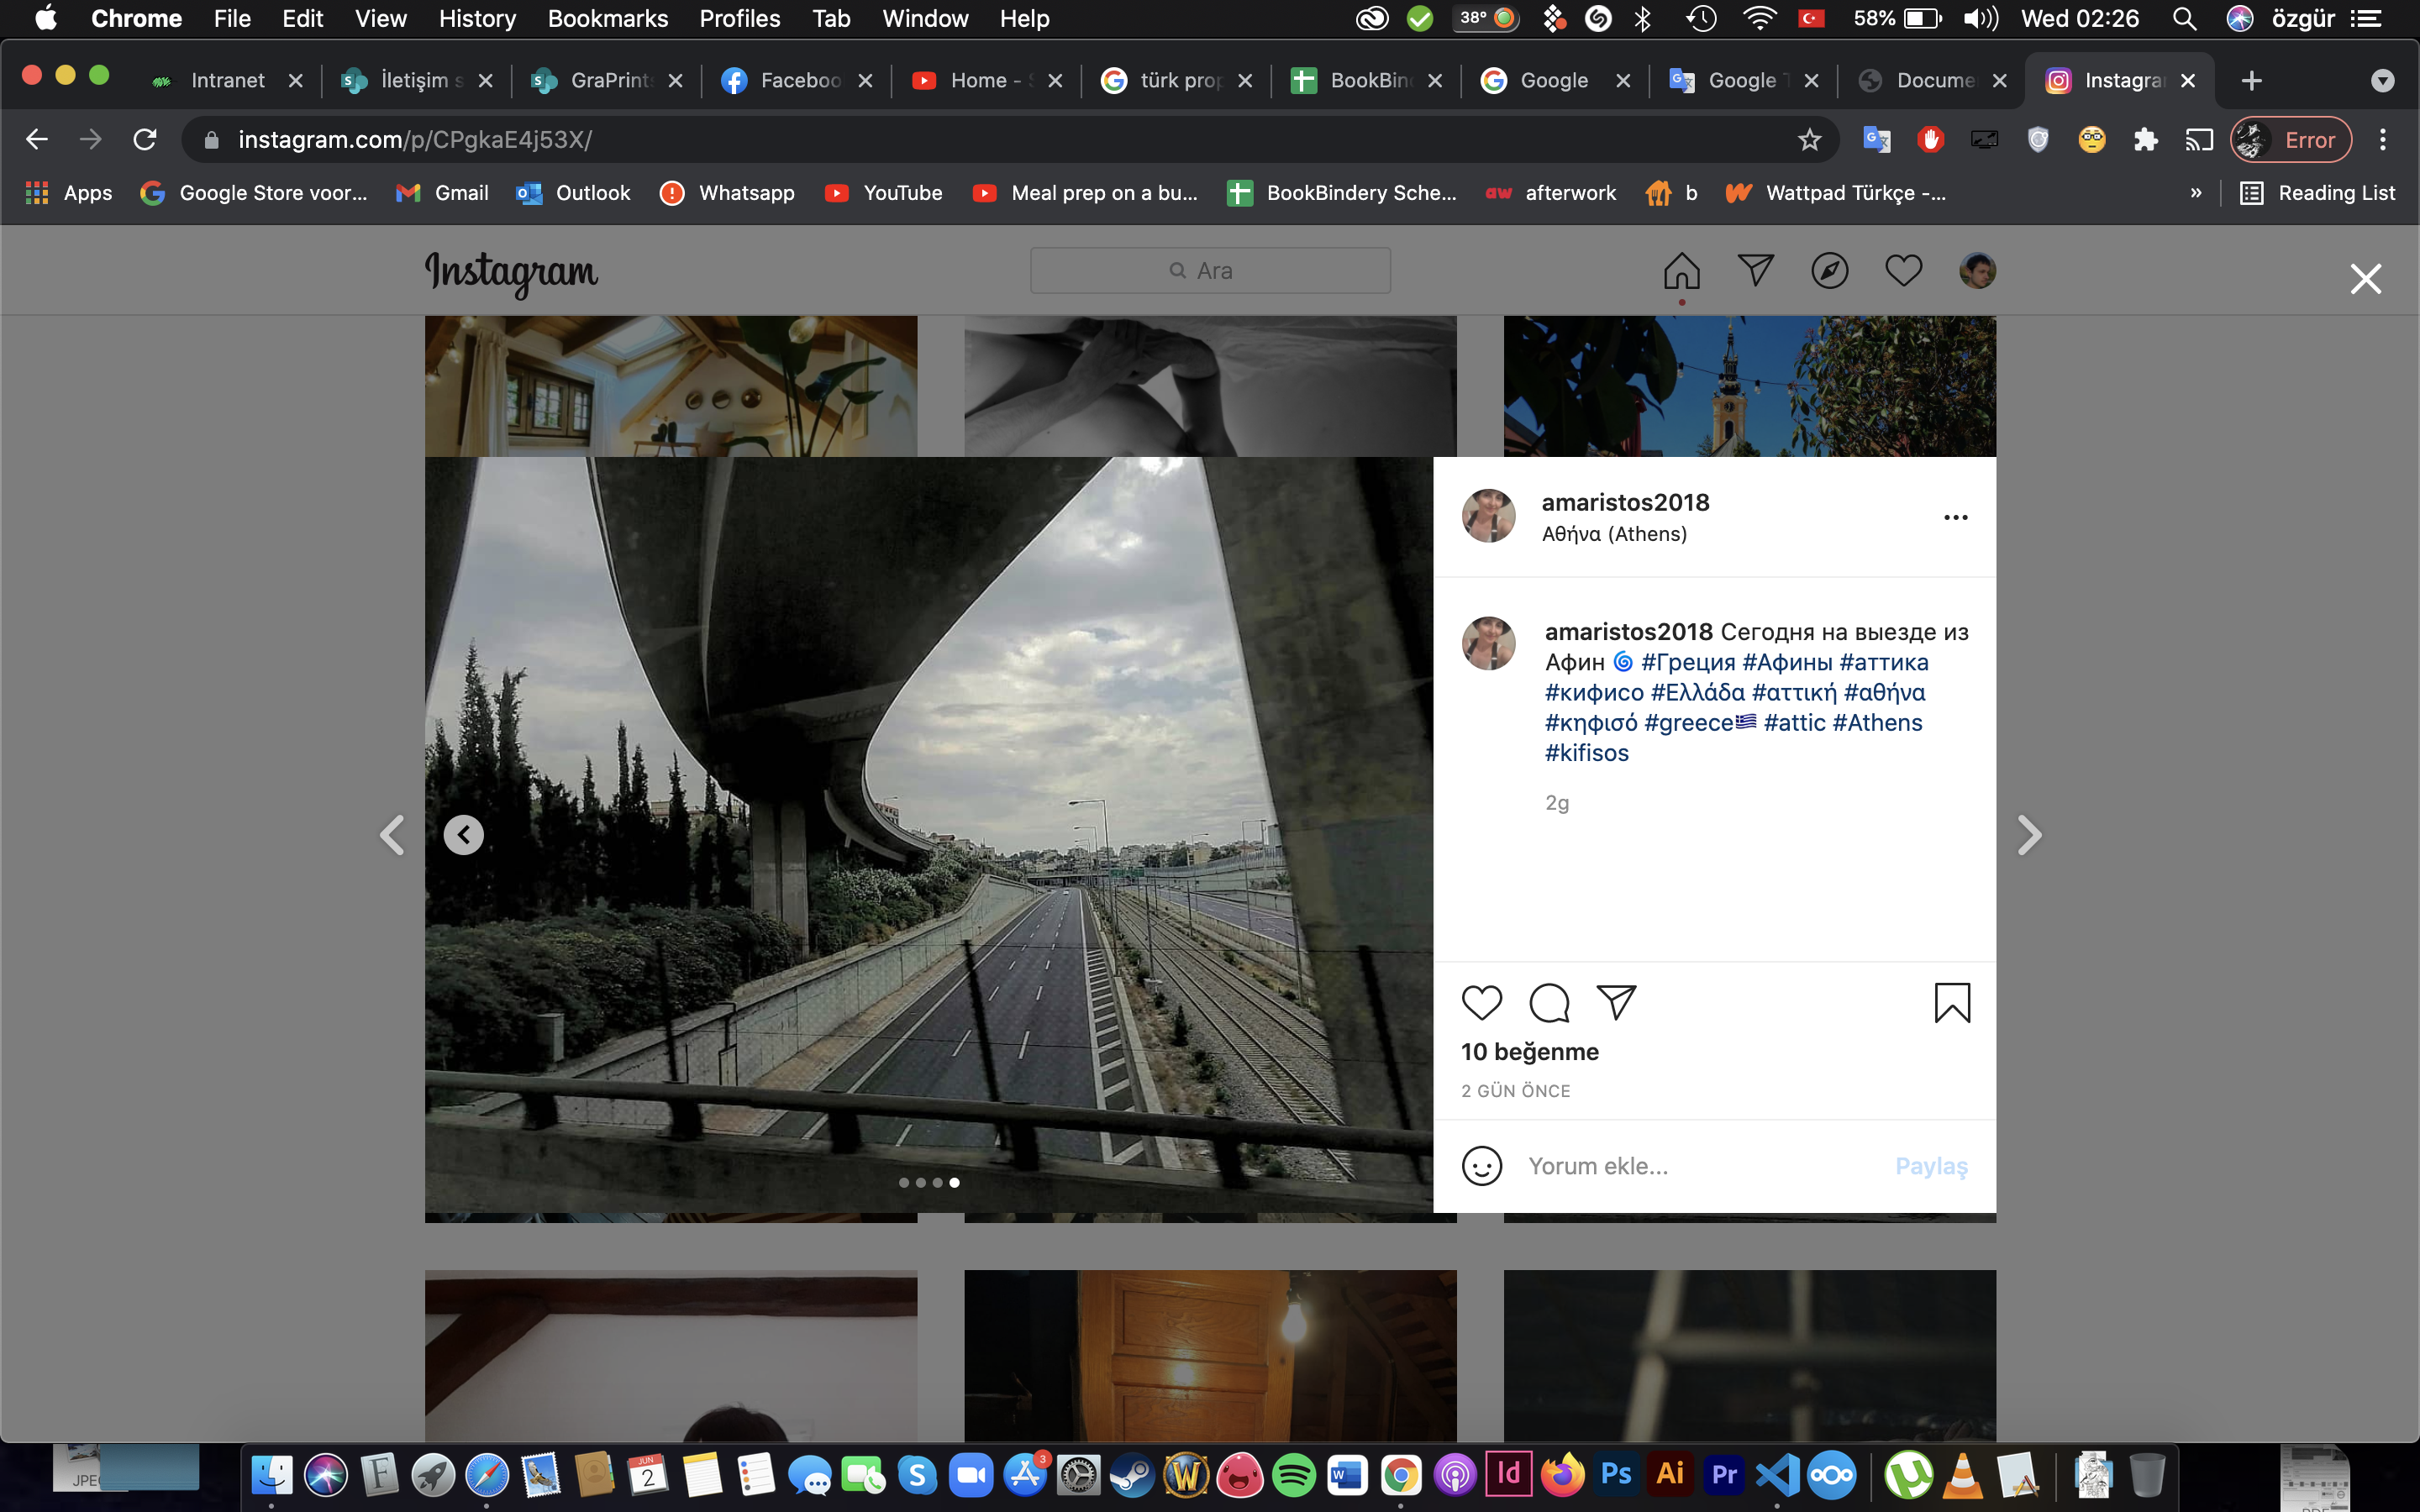 Chrome File Edit View History Bookmarks Profiles Tab Window Help 38° 58% Wed 02:26 özgür
Intranet İletişim s GraPrint Faceboo Home - S türk prop BookBin Google Google T Docume Instagra
instagram.com/p/CPgkaE4j53X/ Error
Apps Google Store voor... Gmail Outlook Whatsapp YouTube Meal prep on a bu... BookBindery Sche... aw afterwork b Wattpad Türkçe -... » Reading List
Instagram Ara
amaristos2018
Αθήνα (Athens)
amaristos2018 Сегодня на выезде из
Афин 🌀 #Греция #Афины #аттика
#кифисо #Ελλάδα #αττική #αθήνα
#κηφισό #greece🇬🇷 #attic #Athens
#kifisos
2g
10 beğenme
2 GÜN ÖNCE
Yorum ekle... Paylaş
JUN
2
3
W
Id Ps Ai Pr